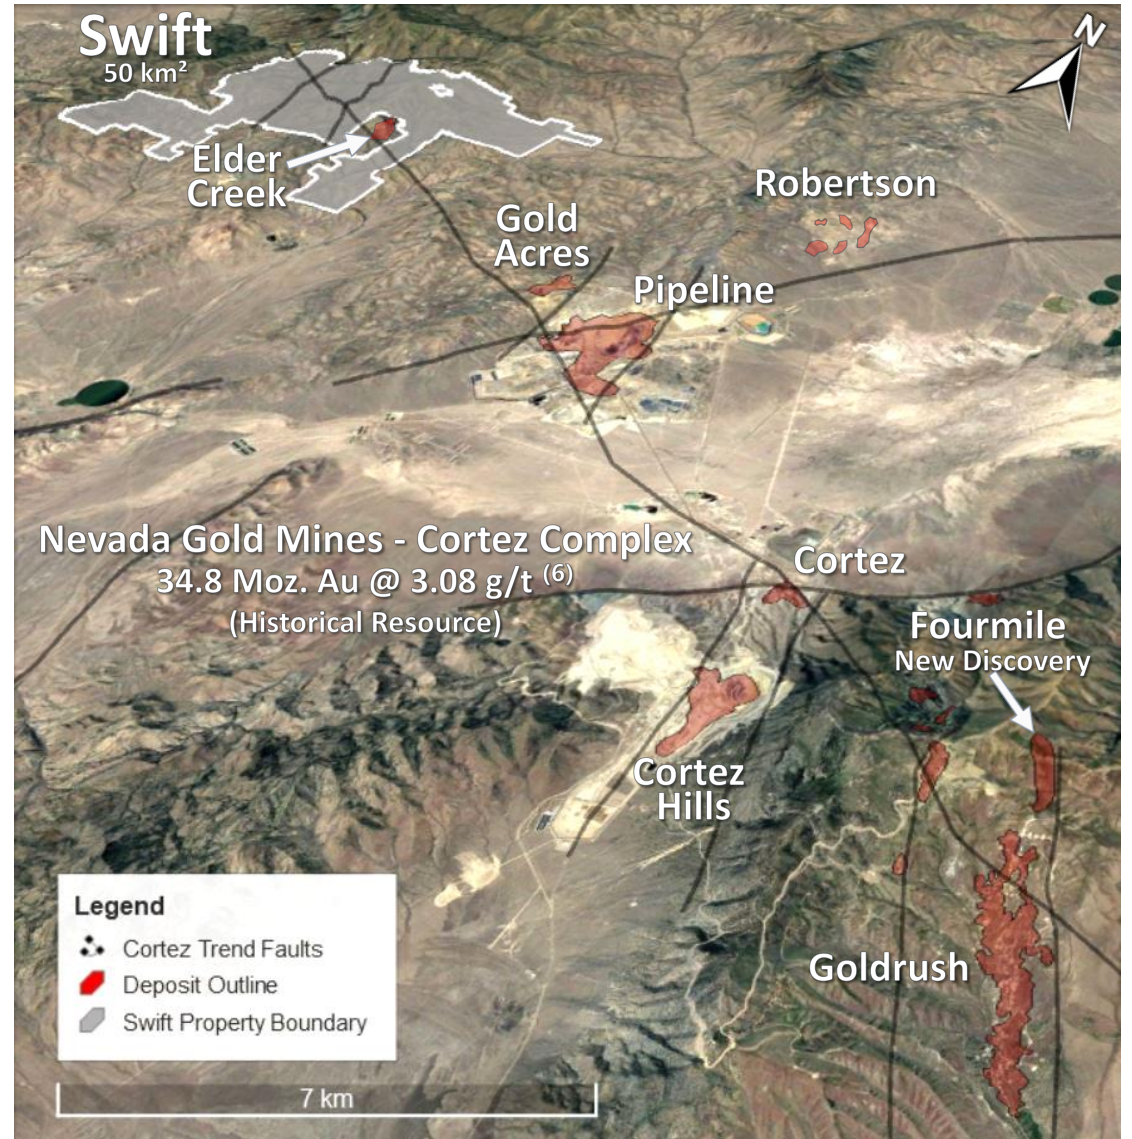 Swift
50 km²
N
Elder
Creek
Robertson
Gold
Acres
Pipeline
Nevada Gold Mines - Cortez Complex
34.8 Moz. Au @ 3.08 g/t (6)
(Historical Resource)
Cortez
Fourmile
New Discovery
Cortez
Hills
Goldrush
Legend
Cortez Trend Faults
Deposit Outline
Swift Property Boundary
7 km